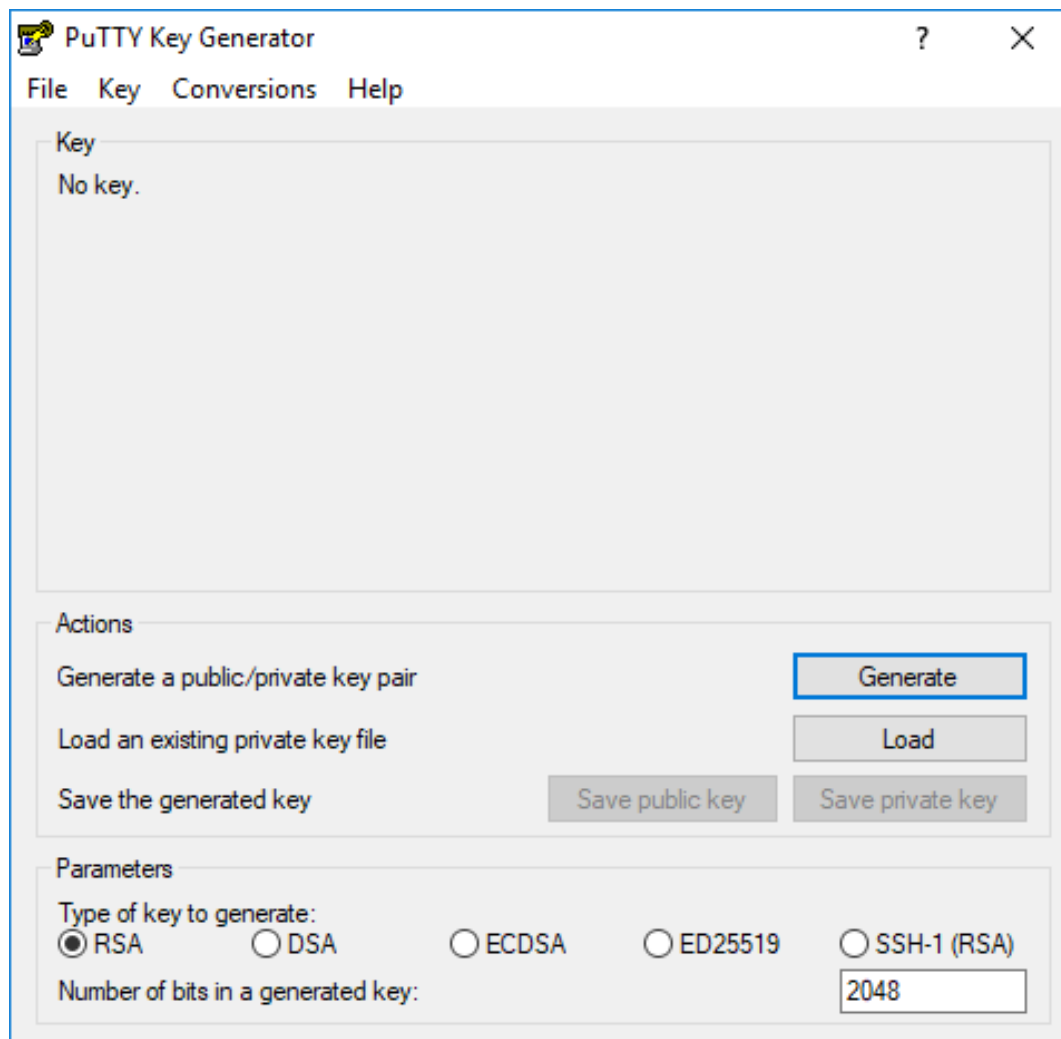 PuTTY Key Generator ?
File Key Conversions Help
Key
No key.
Actions
Generate a public/private key pair Generate
Load an existing private key file Load
Save the generated key Save public key Save private key
Parameters
Type of key to generate:
RSA DSA ECDSA ED25519 SSH-1 (RSA)
Number of bits in a generated key: 2048